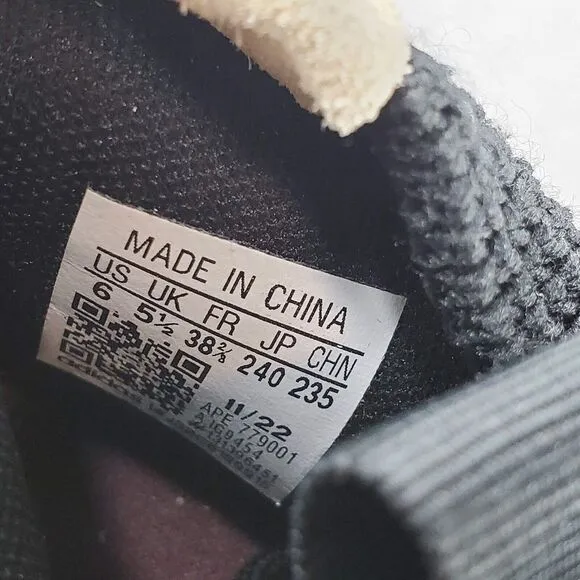 MADE IN CHINA
US UK FR JP CHN
6 5½ 38⅔ 240 235
11/22
APE 779001
adidas